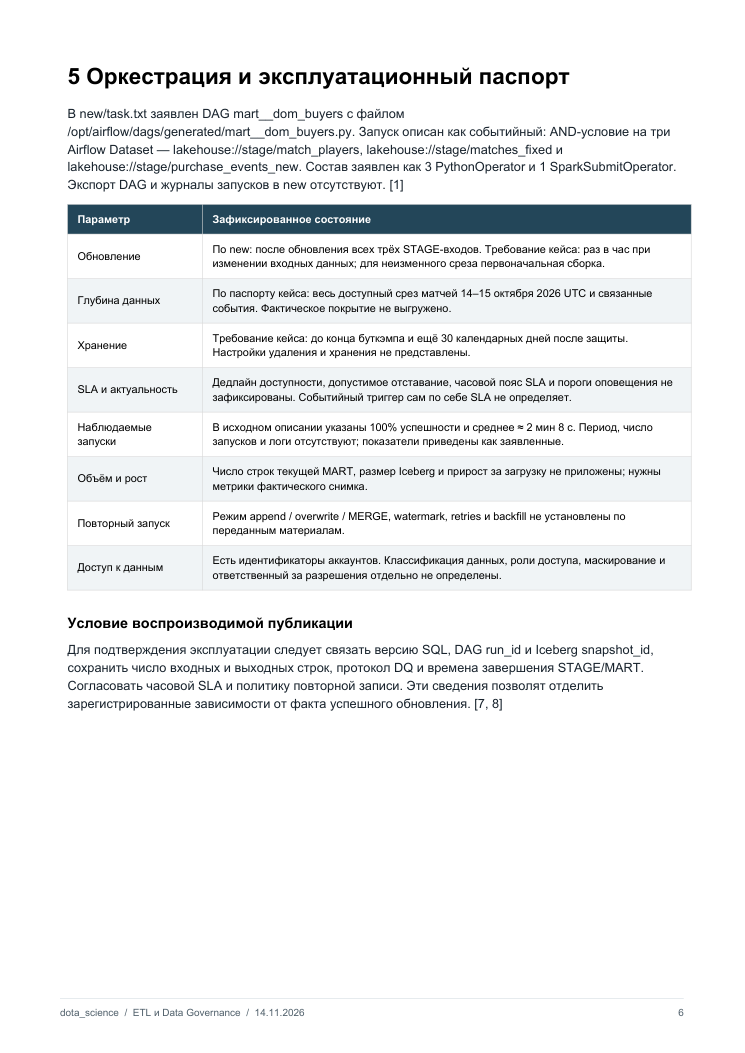 5 Оркестрация и эксплуатационный паспорт
В new/task.txt заявлен DAG mart__dom_buyers с файлом
/opt/airflow/dags/generated/mart__dom_buyers.py. Запуск описан как событийный: AND-условие на три
Airflow Dataset — lakehouse://stage/match_players, lakehouse://stage/matches_fixed и
lakehouse://stage/purchase_events_new. Состав заявлен как 3 PythonOperator и 1 SparkSubmitOperator.
Экспорт DAG и журналы запусков в new отсутствуют. [1]
Параметр
Зафиксированное состояние
Обновление
По new: после обновления всех трёх STAGE-входов. Требование кейса: раз в час при
изменении входных данных; для неизменного среза первоначальная сборка.
Глубина данных
По паспорту кейса: весь доступный срез матчей 14–15 октября 2026 UTC и связанные
события. Фактическое покрытие не выгружено.
Хранение
Требование кейса: до конца буткэмпа и ещё 30 календарных дней после защиты.
Настройки удаления и хранения не представлены.
SLA и актуальность
Дедлайн доступности, допустимое отставание, часовой пояс SLA и пороги оповещения не
зафиксированы. Событийный триггер сам по себе SLA не определяет.
Наблюдаемые
запуски
В исходном описании указаны 100% успешности и среднее ≈ 2 мин 8 с. Период, число
запусков и логи отсутствуют; показатели приведены как заявленные.
Объём и рост
Число строк текущей MART, размер Iceberg и прирост за загрузку не приложены; нужны
метрики фактического снимка.
Повторный запуск
Режим append / overwrite / MERGE, watermark, retries и backfill не установлены по
переданным материалам.
Доступ к данным
Есть идентификаторы аккаунтов. Классификация данных, роли доступа, маскирование и
ответственный за разрешения отдельно не определены.
Условие воспроизводимой публикации
Для подтверждения эксплуатации следует связать версию SQL, DAG run_id и Iceberg snapshot_id,
сохранить число входных и выходных строк, протокол DQ и времена завершения STAGE/MART.
Согласовать часовой SLA и политику повторной записи. Эти сведения позволят отделить
зарегистрированные зависимости от факта успешного обновления. [7, 8]
dota_science / ETL и Data Governance / 14.11.2026
6